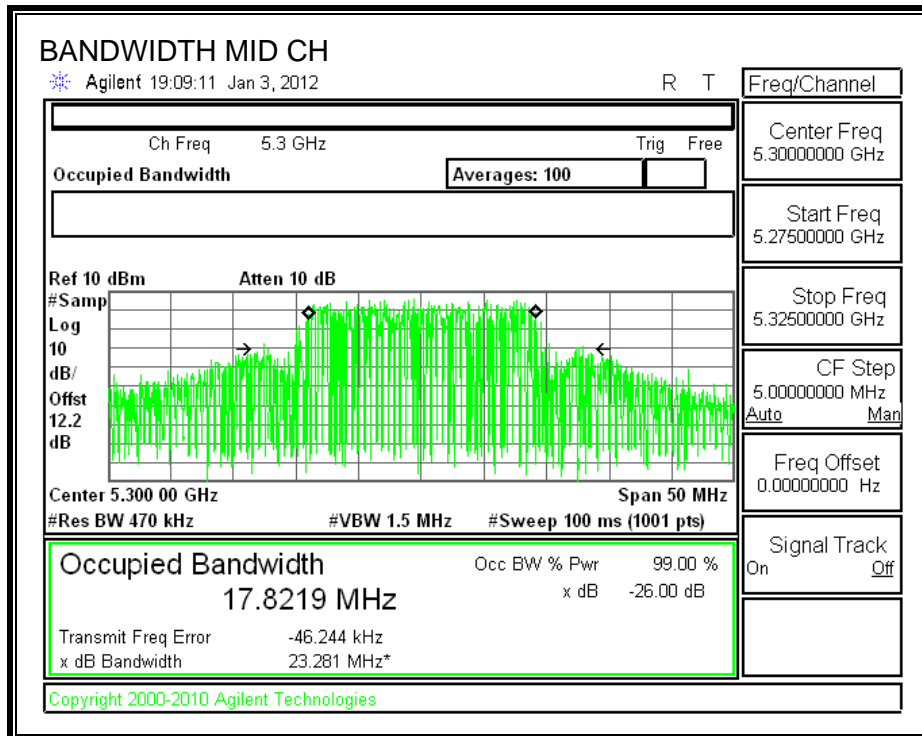 BANDWIDTH MID CH
Agilent 19:09:11 Jan 3, 2012 R T
Freq/Channel
Ch Freq 5.3 GHz Trig Free
Occupied Bandwidth Averages: 100
Center Freq
5.30000000 GHz
Start Freq
5.27500000 GHz
Stop Freq
5.32500000 GHz
CF Step
5.00000000 MHz
Auto Man
Freq Offset
0.00000000 Hz
Signal Track
On Off
Ref 10 dBm Atten 10 dB
#Samp
Log
10
dB/
Offst
12.2
dB
Center 5.300 00 GHz Span 50 MHz
#Res BW 470 kHz #VBW 1.5 MHz #Sweep 100 ms (1001 pts)
Occupied Bandwidth Occ BW % Pwr 99.00 %
17.8219 MHz x dB -26.00 dB
Transmit Freq Error -46.244 kHz
x dB Bandwidth 23.281 MHz*
Copyright 2000-2010 Agilent Technologies